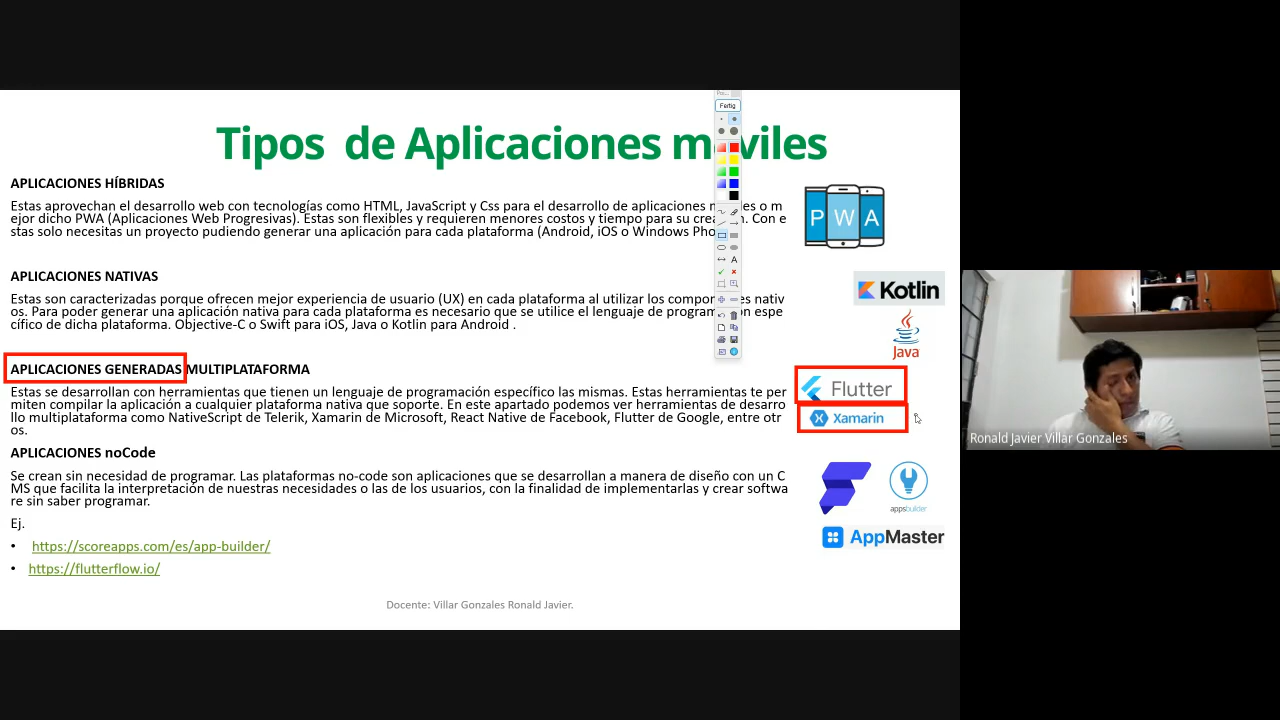 Fertig
Tipos de Aplicaciones móviles
APLICACIONES HÍBRIDAS
Estas aprovechan el desarrollo web con tecnologías como HTML, JavaScript y Css para el desarrollo de aplicaciones o m
ejor dicho PWA (Aplicaciones Web Progresivas). Estas son flexibles y requieren menores costos y tiempo para su Con e
stas solo necesitas un proyecto pudiendo generar una aplicación para cada plataforma (Android, iOS o Windows Pho
PWA
APLICACIONES NATIVAS
Estas son caracterizadas porque ofrecen mejor experiencia de usuario (UX) en cada plataforma al utilizar los nativ
os. Para poder generar una aplicación nativa para cada plataforma es necesario que se utilice el lenguaje de espe
cífico de dicha plataforma. Objective-C o Swift para iOS, Java o Kotlin para Android .
Kotlin
Java
APLICACIONES GENERADAS MULTIPLATAFORMA
Estas se desarrollan con herramientas que tienen un lenguaje de programación específico las mismas. Estas herramientas te per
miten compilar la aplicación a cualquier plataforma nativa que soporte. En este apartado podemos ver herramientas de desarro
llo multiplataforma como NativeScript de Telerik, Xamarin de Microsoft, React Native de Facebook, Flutter de Google, entre otr
os.
Flutter
Xamarin
APLICACIONES noCode
Se crean sin necesidad de programar. Las plataformas no-code son aplicaciones que se desarrollan a manera de diseño con un C
MS que facilita la interpretación de nuestras necesidades o las de los usuarios, con la finalidad de implementarlas y crear softwa
re sin saber programar.
Ej.
• https://scoreapps.com/es/app-builder/
• https://flutterflow.io/
appsbuilder
AppMaster
Docente: Villar Gonzales Ronald Javier.
Ronald Javier Villar Gonzales